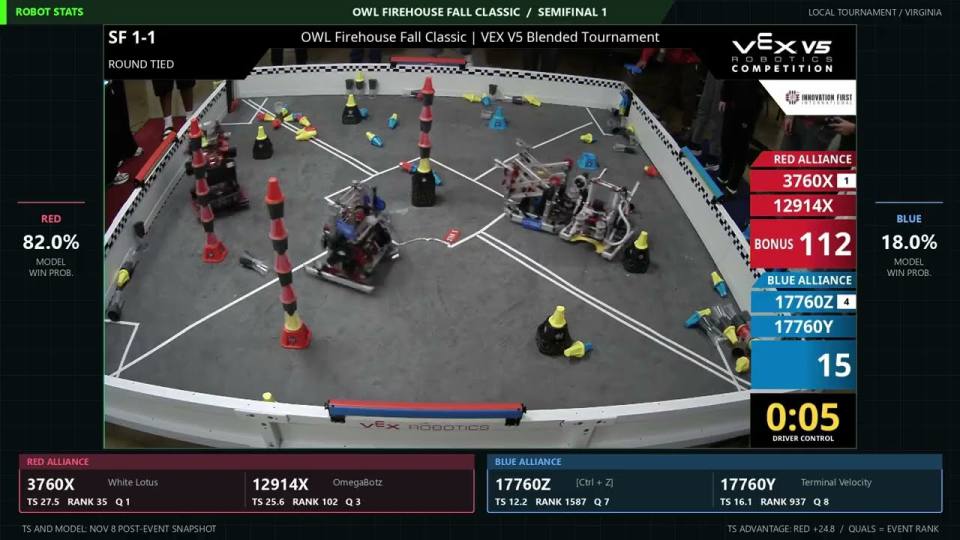 ROBOT STATS
OWL FIREHOUSE FALL CLASSIC / SEMIFINAL 1
LOCAL TOURNAMENT / VIRGINIA
SF 1-1
OWL Firehouse Fall Classic | VEX V5 Blended Tournament
ROUND TIED
VEX V5
ROBOTICS
COMPETITION
INNOVATION FIRST
INTERNATIONAL
RED ALLIANCE
3760X 1
12914X
BONUS 112
BLUE ALLIANCE
17760Z 4
17760Y
15
0:05
DRIVER CONTROL
RED
82.0%
MODEL
WIN PROB.
BLUE
18.0%
MODEL
WIN PROB.
VEX ROBOTICS
RED ALLIANCE
3760X White Lotus
TS 27.5 RANK 35 Q 1
12914X OmegaBotz
TS 25.6 RANK 102 Q 3
BLUE ALLIANCE
17760Z [Ctrl + Z]
TS 12.2 RANK 1587 Q 7
17760Y Terminal Velocity
TS 16.1 RANK 937 Q 8
TS AND MODEL: NOV 8 POST-EVENT SNAPSHOT
TS ADVANTAGE: RED +24.8 / QUALS = EVENT RANK